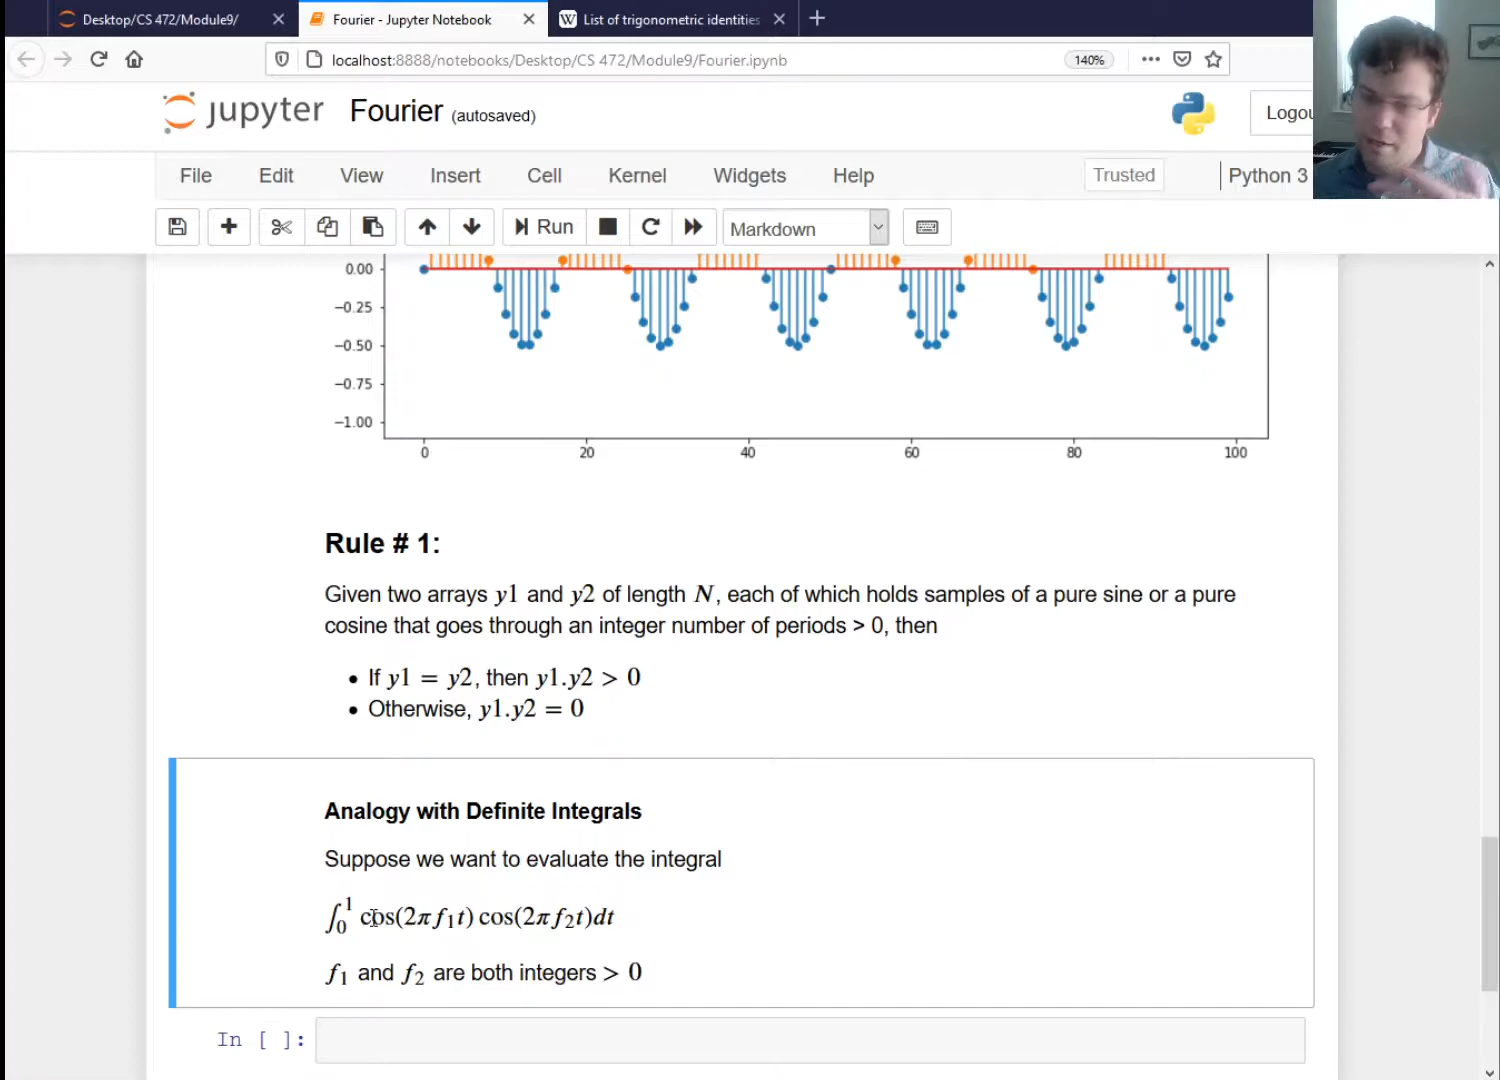 Desktop/CS 472/Module9/
Fourier - Jupyter Notebook
List of trigonometric identities
localhost:8888/notebooks/Desktop/CS 472/Module9/Fourier.ipynb
140%
jupyter Fourier (autosaved)
Logou
File Edit View Insert Cell Kernel Widgets Help
Trusted
Python 3
Run
Markdown
0.00
−0.25
−0.50
−0.75
−1.00
0 20 40 60 80 100
Rule # 1:
Given two arrays y1 and y2 of length N, each of which holds samples of a pure sine or a pure
cosine that goes through an integer number of periods > 0, then
• If y1 = y2, then y1.y2 > 0
• Otherwise, y1.y2 = 0
Analogy with Definite Integrals
Suppose we want to evaluate the integral
∫₀¹ cos(2πf₁t) cos(2πf₂t)dt
f₁ and f₂ are both integers > 0
In [ ]: